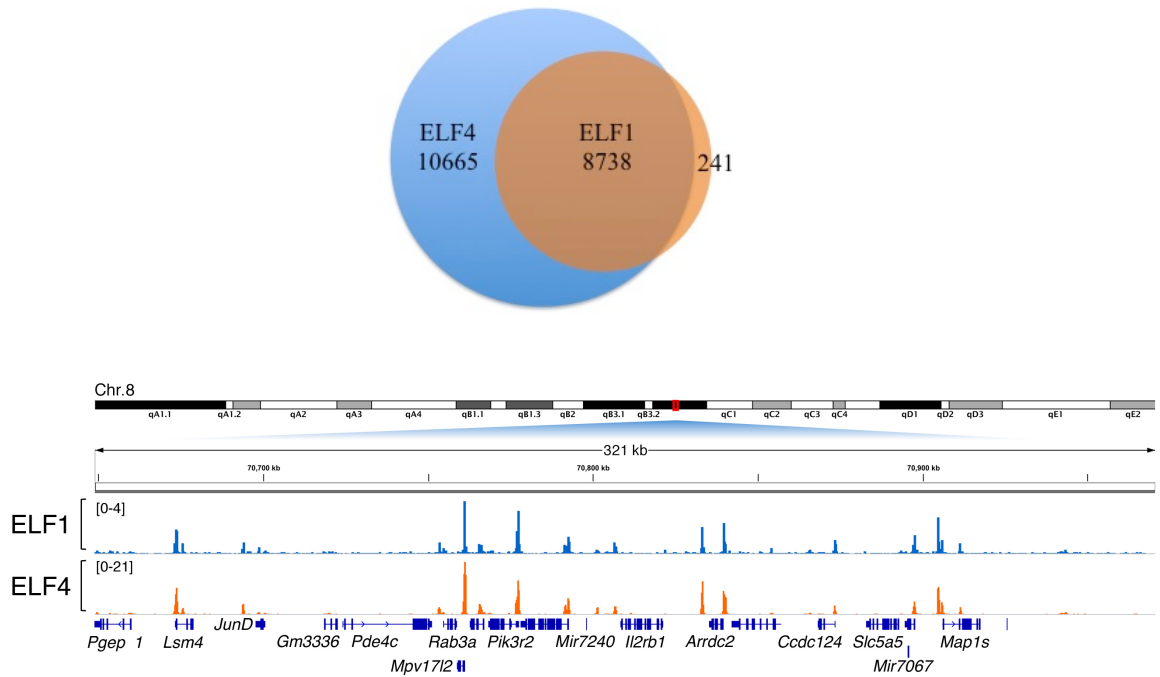 ELF4 ELF1
10665 8738 241
Chr.8
qA1.1 qA1.2 qA2 qA3 qA4 qB1.1 qB1.3 qB2 qB3.1 qB3.2 qC1 qC2 qC3 qC4 qD1 qD2 qD3 qE1 qE2
321 kb
70,700 kb 70,800 kb 70,900 kb
ELF1 [0-4]
ELF4 [0-21]
JunD
Pgep 1 Lsm4 Gm3336 Pde4c Rab3a Pik3r2 Mir7240 Il2rb1 Arrdc2 Ccdc124 Slc5a5 Map1s
Mpv17l2 Mir7067